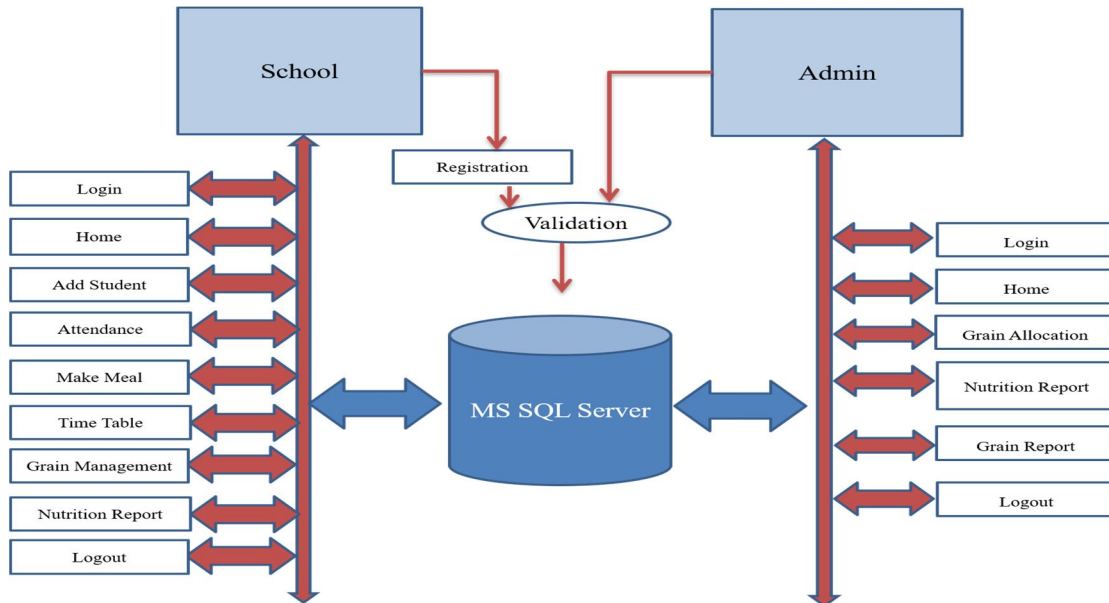 School
Admin
Registration
Validation
Login
Home
Add Student
Attendance
Make Meal
Time Table
Grain Management
Nutrition Report
Logout
MS SQL Server
Login
Home
Grain Allocation
Nutrition Report
Grain Report
Logout